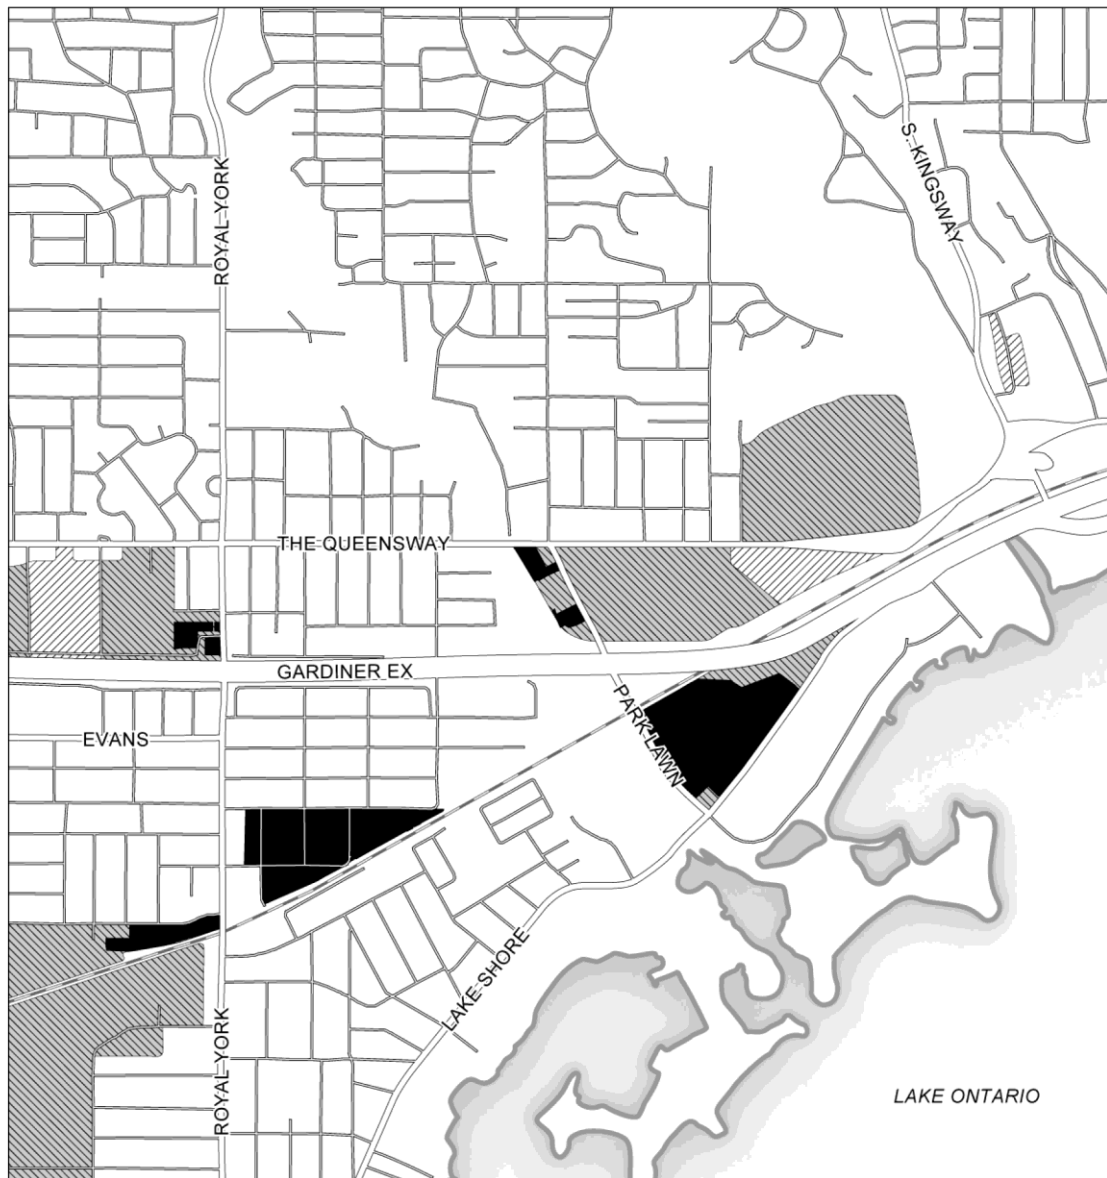 S. KINGSWAY
ROYAL YORK
THE QUEENSWAY
GARDINER EX
PARK LAWN
EVANS
LAKE SHORE
ROYAL YORK
LAKE ONTARIO